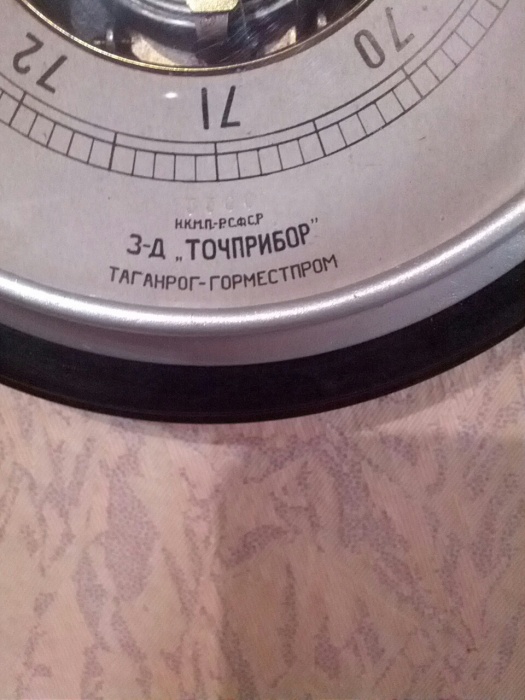 72 71 70
НКМП-РСФСР
З-Д „ТОЧПРИБОР"
ТАГАНРОГ-ГОРМЕСТПРОМ